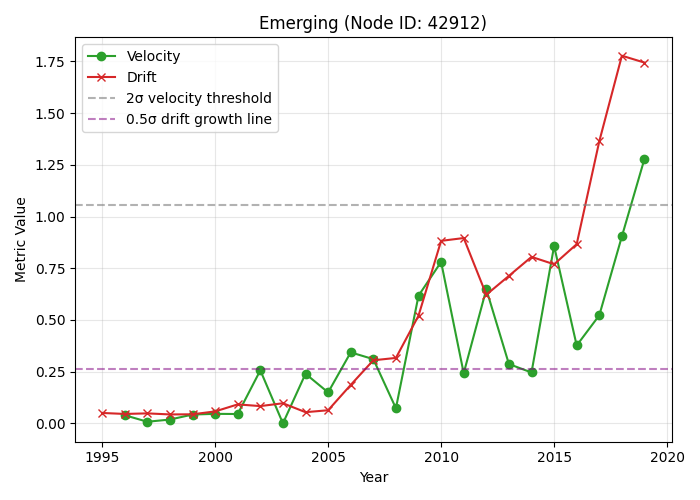 Emerging (Node ID: 42912)
Velocity
Drift
2σ velocity threshold
0.5σ drift growth line
Metric Value
1.75
1.50
1.25
1.00
0.75
0.50
0.25
0.00
1995 2000 2005 2010 2015 2020
Year